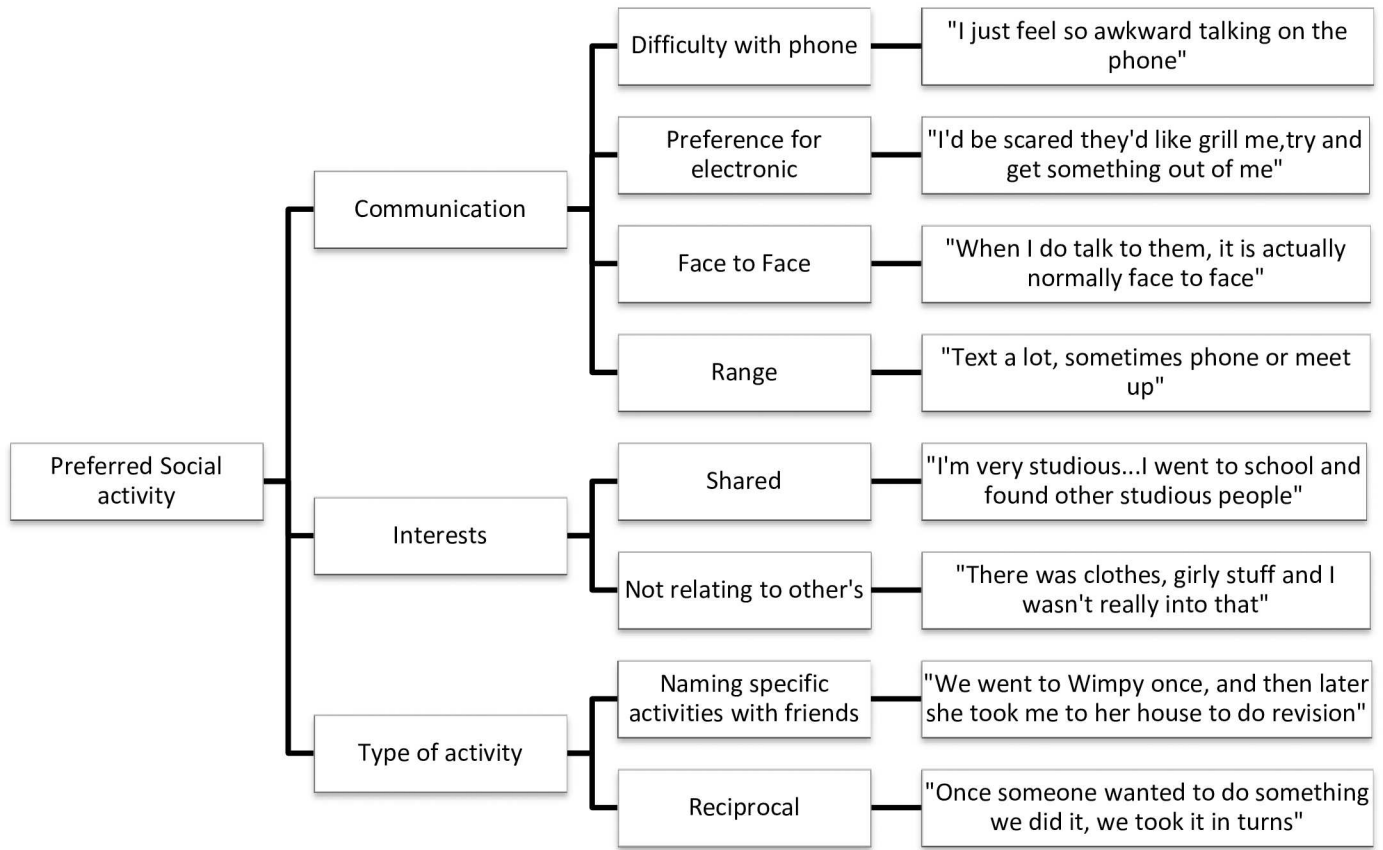 Preferred Social
activity
Communication
Difficulty with phone
"I just feel so awkward talking on the
phone"
Preference for
electronic
"I'd be scared they'd like grill me,try and
get something out of me"
Face to Face
"When I do talk to them, it is actually
normally face to face"
Range
"Text a lot, sometimes phone or meet
up"
Interests
Shared
"I'm very studious...I went to school and
found other studious people"
Not relating to other's
"There was clothes, girly stuff and I
wasn't really into that"
Type of activity
Naming specific
activities with friends
"We went to Wimpy once, and then later
she took me to her house to do revision"
Reciprocal
"Once someone wanted to do something
we did it, we took it in turns"